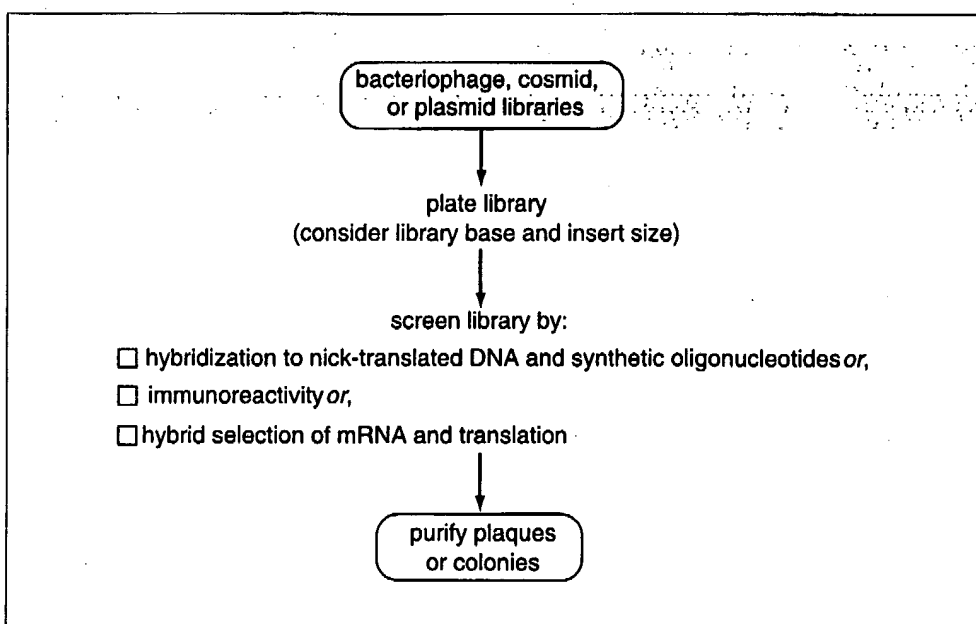 bacteriophage, cosmid,
or plasmid libraries
plate library
(consider library base and insert size)
screen library by:
hybridization to nick-translated DNA and synthetic oligonucleotides or,
immunoreactivity or,
hybrid selection of mRNA and translation
purify plaques
or colonies